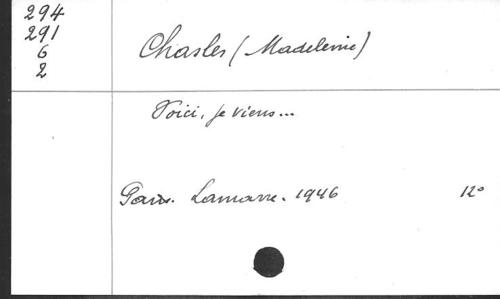 294
291
6
2
Chasles (Madeleine)
Voici, je viens...
Paris. Lamarre. 1946 12°